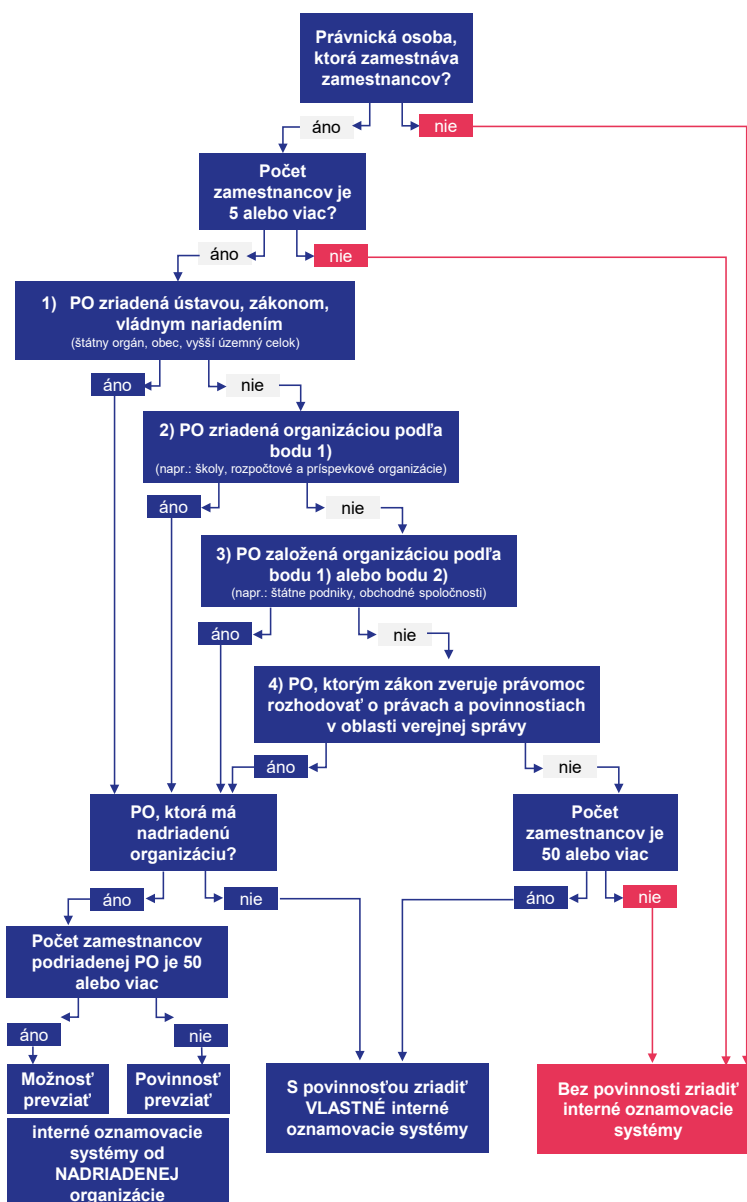 Právnická osoba,
ktorá zamestnáva
zamestnancov?
áno
nie
Počet
zamestnancov je
5 alebo viac?
áno
nie
1) PO zriadená ústavou, zákonom,
vládnym nariadením
(štátny orgán, obec, vyšší územný celok)
áno
nie
2) PO zriadená organizáciou podľa
bodu 1)
(napr.: školy, rozpočtové a príspevkové organizácie)
áno
nie
3) PO založená organizáciou podľa
bodu 1) alebo bodu 2)
(napr.: štátne podniky, obchodné spoločnosti)
áno
nie
4) PO, ktorým zákon zveruje právomoc
rozhodovať o právach a povinnostiach
v oblasti verejnej správy
áno
nie
PO, ktorá má
nadriadenú
organizáciu?
Počet
zamestnancov je
50 alebo viac
áno
nie
áno
nie
Počet zamestnancov
podriadenej PO je 50
alebo viac
áno
nie
Možnosť
prevziať
Povinnosť
prevziať
interné oznamovacie
systémy od
NADRIADENEJ
organizácie
S povinnosťou zriadiť
VLASTNÉ interné
oznamovacie systémy
Bez povinnosti zriadiť
interné oznamovacie
systémy